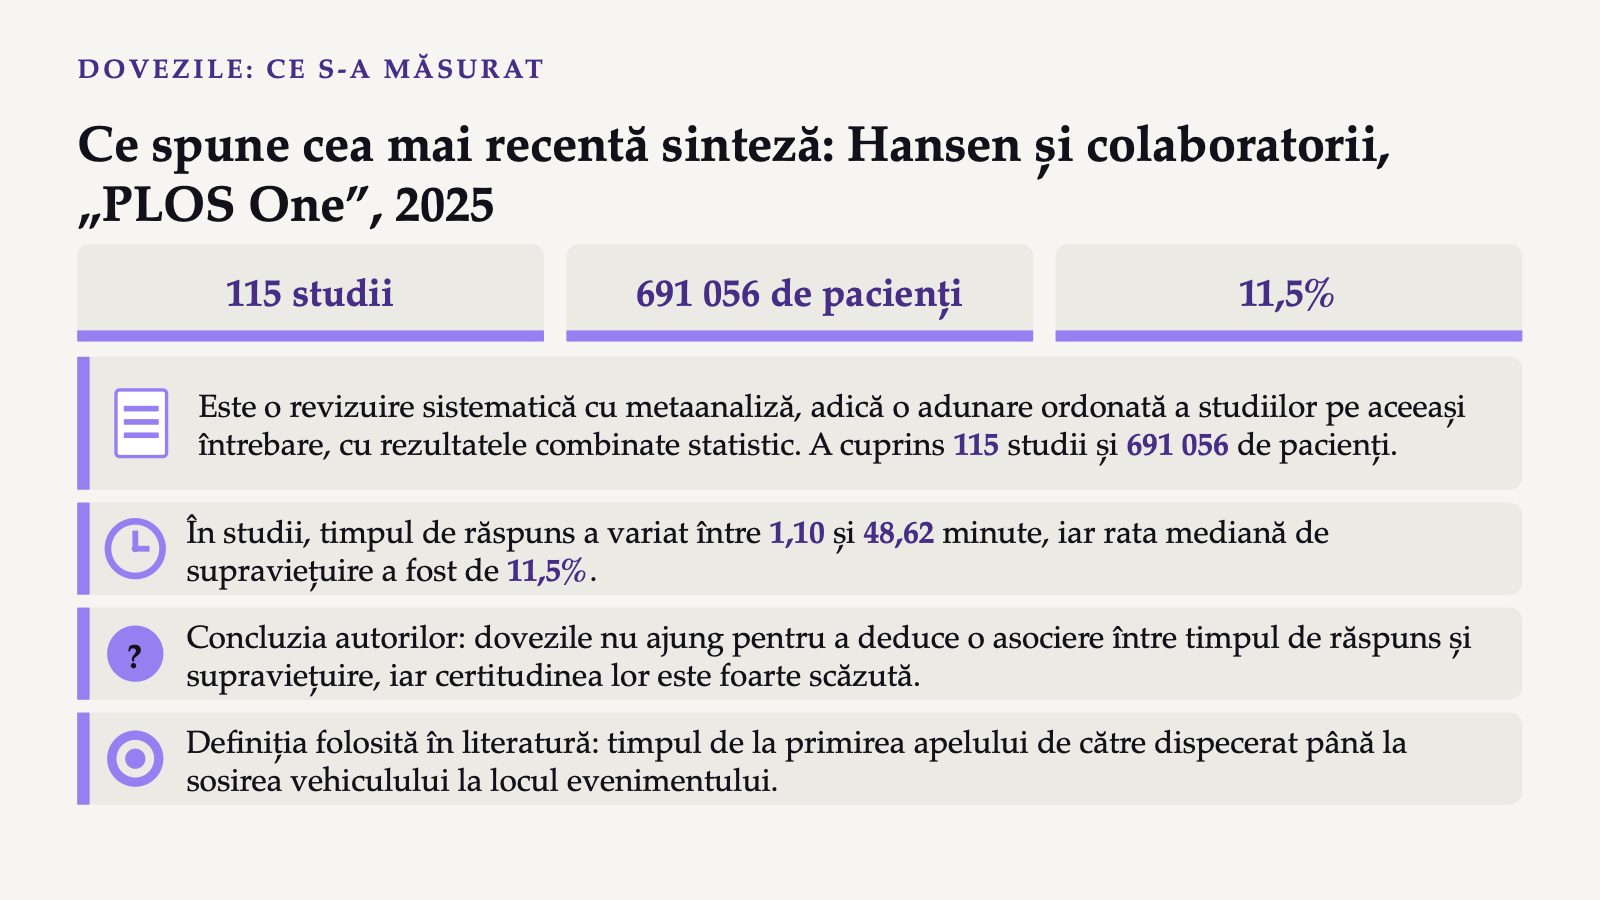 DOVEZILE: CE S-A MĂSURAT
Ce spune cea mai recentă sinteză: Hansen și colaboratorii,
„PLOS One”, 2025
115 studii
691 056 de pacienți
11,5%
Este o revizuire sistematică cu metaanaliză, adică o adunare ordonată a studiilor pe aceeași
întrebare, cu rezultatele combinate statistic. A cuprins 115 studii și 691 056 de pacienți.
În studii, timpul de răspuns a variat între 1,10 și 48,62 minute, iar rata mediană de
supraviețuire a fost de 11,5%.
?
Concluzia autorilor: dovezile nu ajung pentru a deduce o asociere între timpul de răspuns și
supraviețuire, iar certitudinea lor este foarte scăzută.
Definiția folosită în literatură: timpul de la primirea apelului de către dispecerat până la
sosirea vehiculului la locul evenimentului.